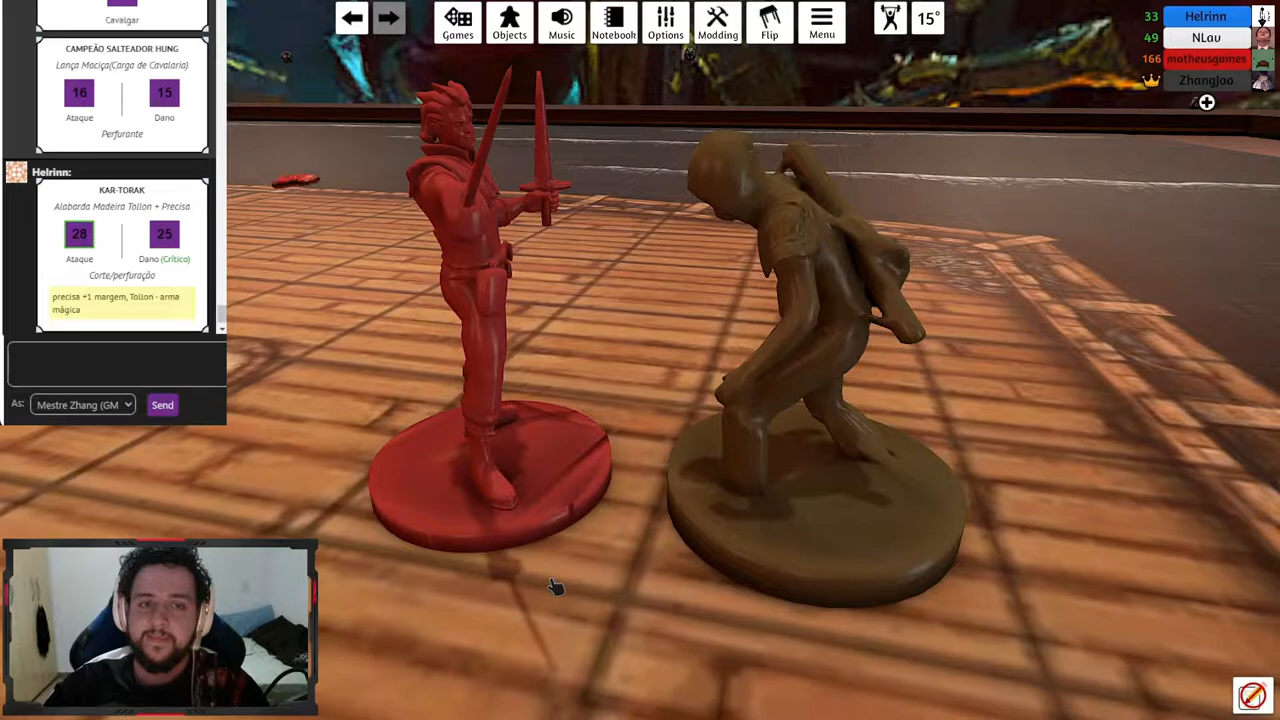 Cavalgar
CAMPEÃO SALTEADOR HUNG
Lança Maciça(Carga de Cavalaria)
16
15
Ataque
Dano
Perfurante
Helrinn:
KAR-TORAK
Alabarda Madeira Tollon + Precisa
28
25
Ataque
Dano (Crítico)
Corte/perfuração
precisa +1 margem, Tollon - arma
mágica
As:
Mestre Zhang (GM
Send
Games
Objects
Music
Notebook
Options
Modding
Flip
Menu
15°
33
Helrinn
49
NLau
166
matheusgames
ZhangJao